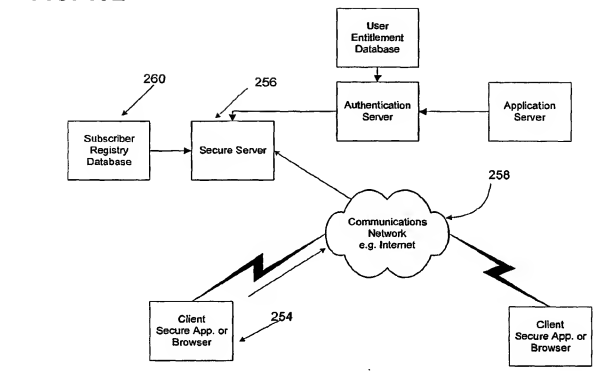 User
Entitlement
Database
260
256
Authentication
Server
Application
Server
Subscriber
Registry
Database
Secure Server
258
Communications
Network
e.g. Internet
Client
Secure App. or
Browser
254
Client
Secure App. or
Browser